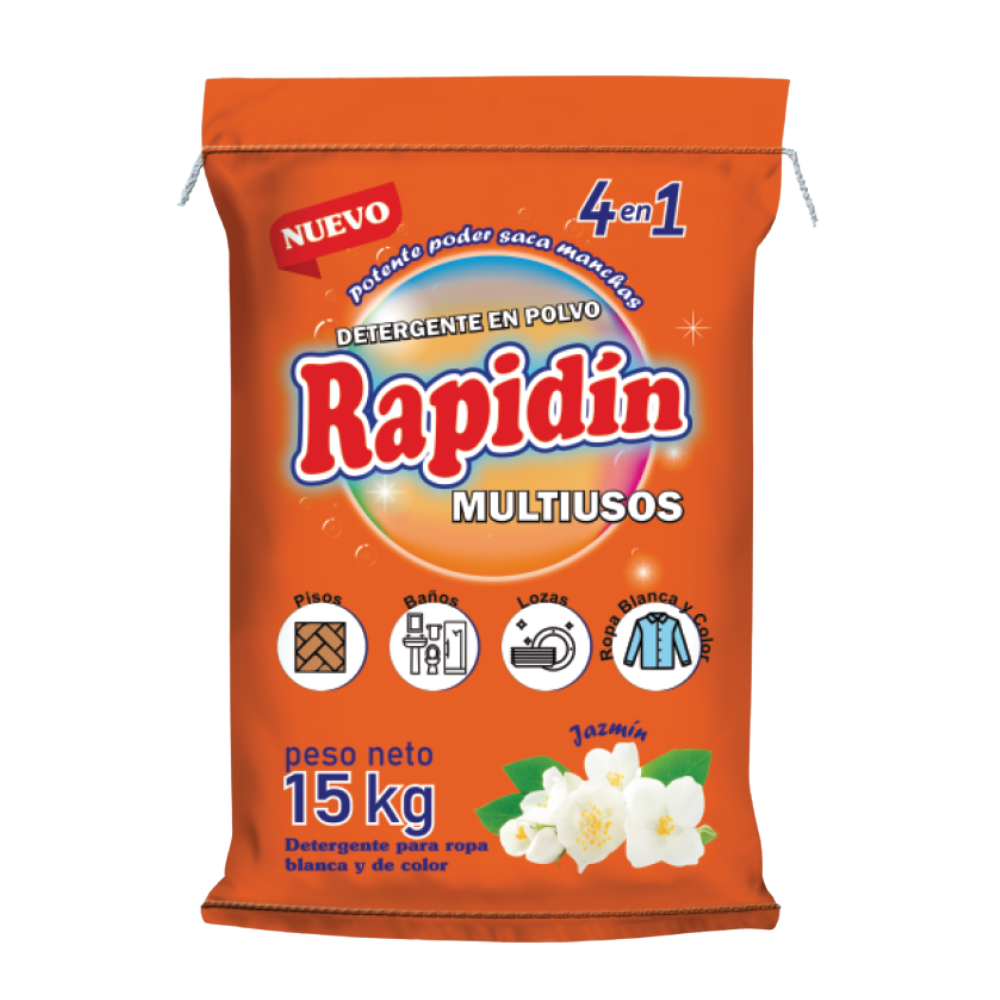 NUEVO
4 en 1
potente poder saca manchas
DETERGENTE EN POLVO
Rapidín
MULTIUSOS
Pisos
Baños
Lozas
Ropa Blanca y Color
Jazmín
peso neto
15 kg
Detergente para ropa
blanca y de color